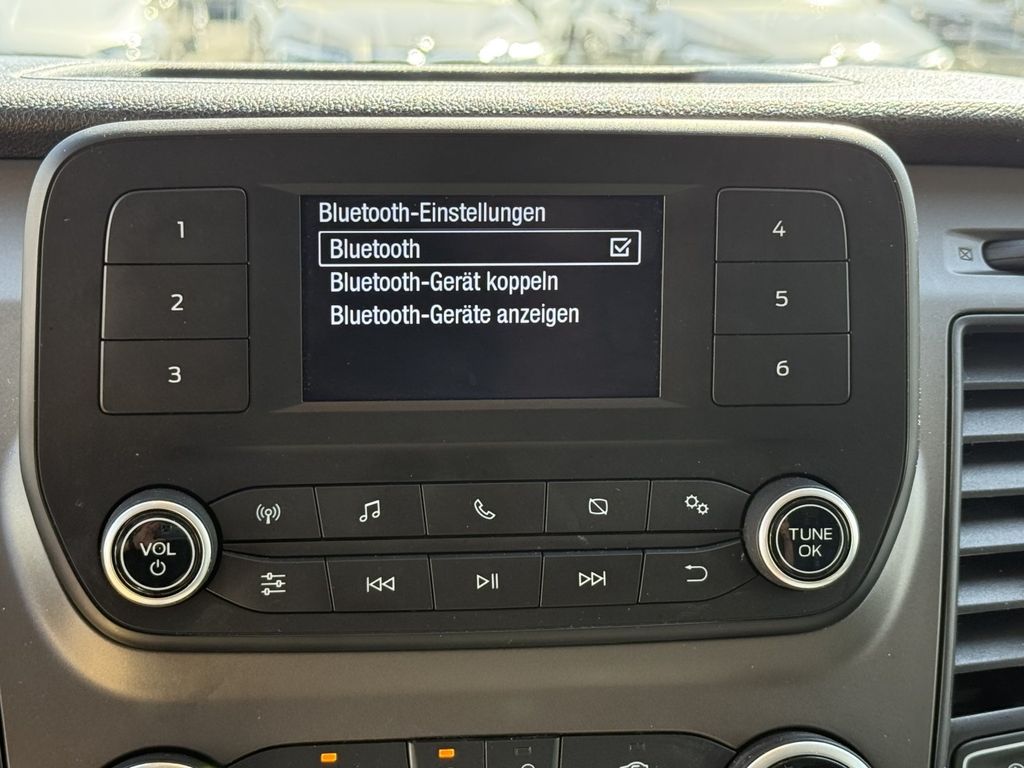 Bluetooth-Einstellungen
Bluetooth
Bluetooth-Gerät koppeln
Bluetooth-Geräte anzeigen
1
2
3
4
5
6
VOL
TUNE
OK